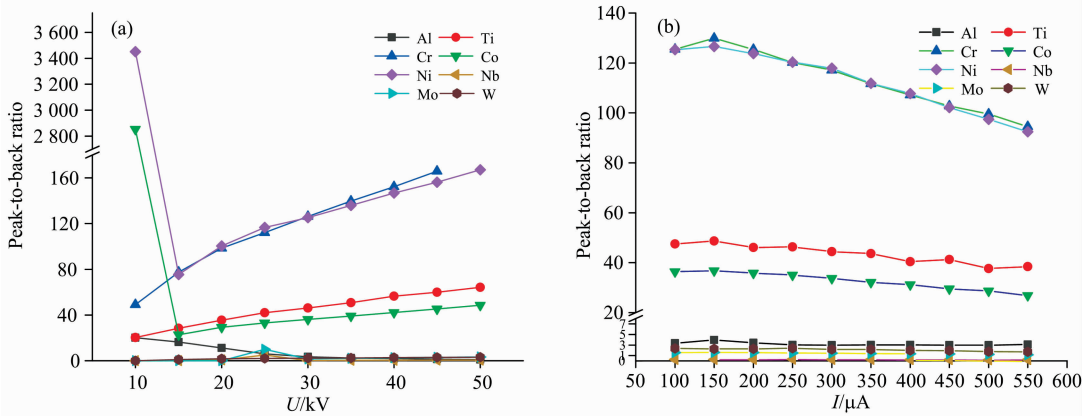 (a)
Peak-to-back ratio
3 600
3 400
3 200
3 000
2 800
160
120
80
40
0
Al Ti
Cr Co
Ni Nb
Mo W
10 20 30 40 50
U/kV
(b)
Peak-to-back ratio
140
120
100
80
60
40
20
7
5
3
1
0
Al Ti
Cr Co
Ni Nb
Mo W
50 100 150 200 250 300 350 400 450 500 550 600
I/μA